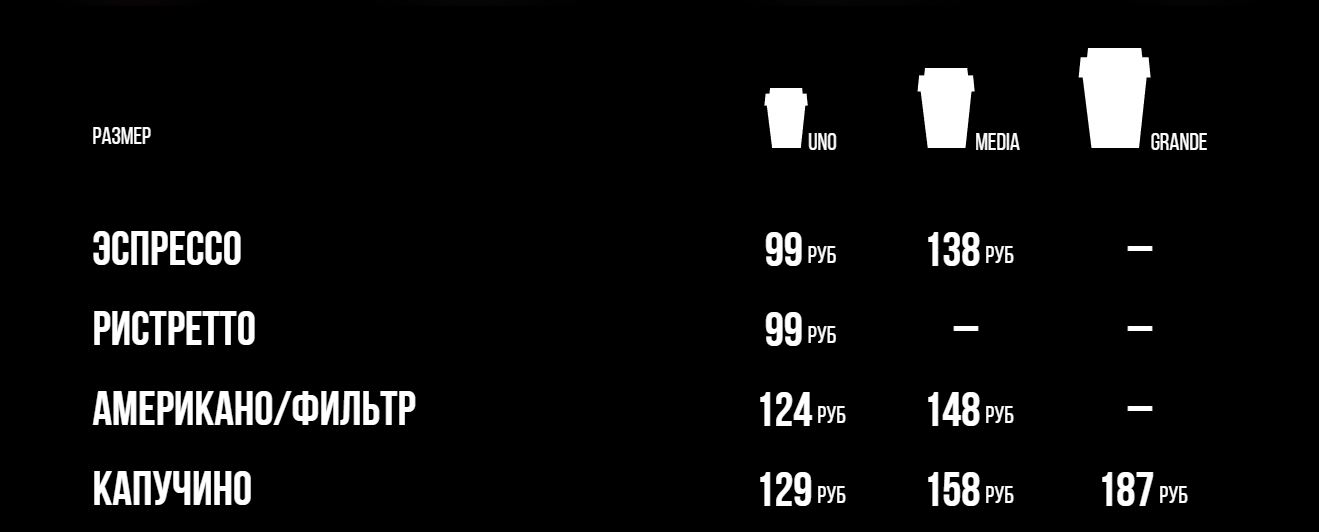 РАЗМЕР UNO MEDIA GRANDE
ЭСПРЕССО 99 РУБ 138 РУБ —
РИСТРЕТТО 99 РУБ — —
АМЕРИКАНО/ФИЛЬТР 124 РУБ 148 РУБ —
КАПУЧИНО 129 РУБ 158 РУБ 187 РУБ